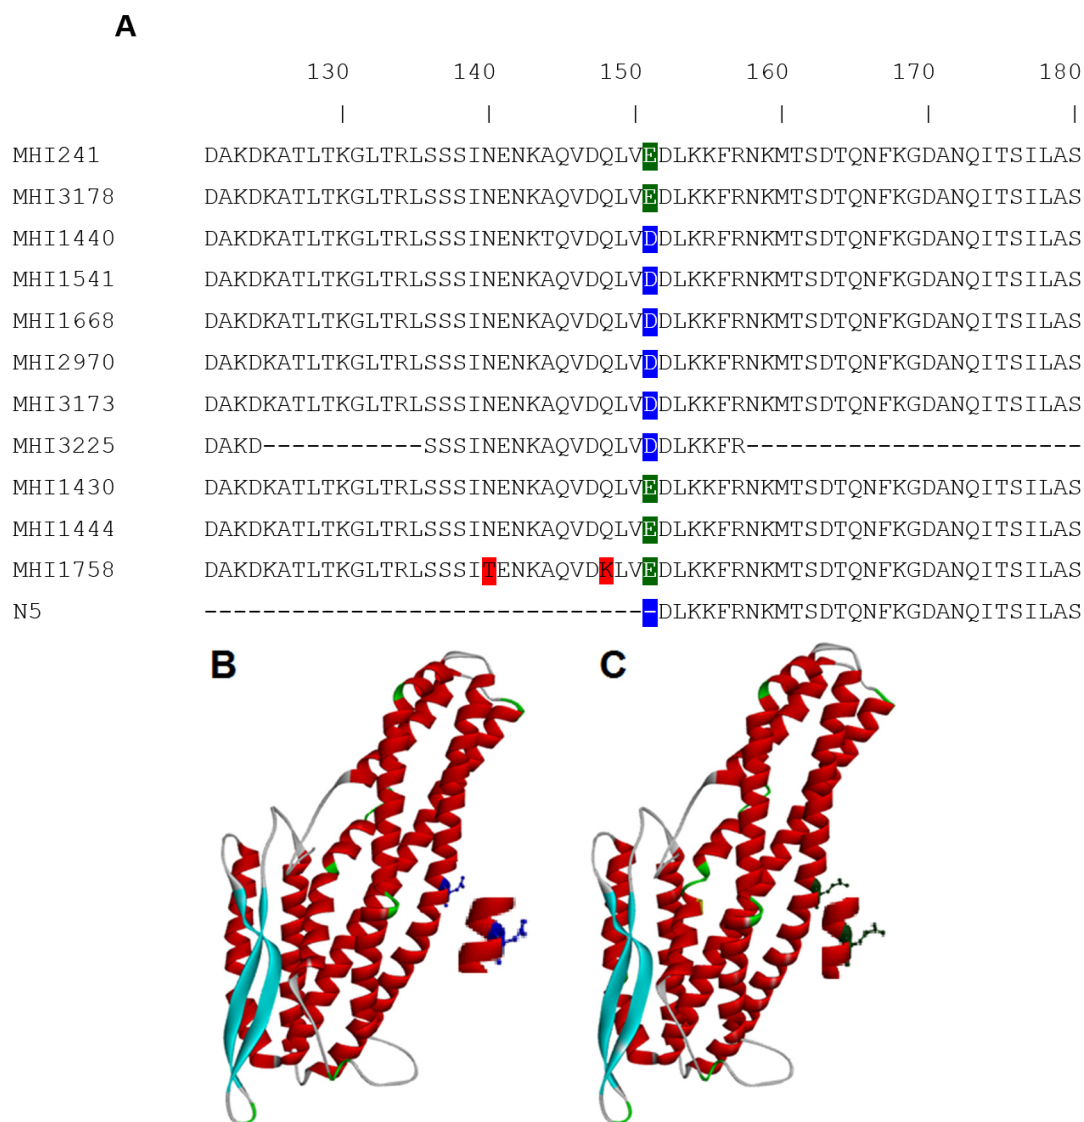 A
130 140 150 160 170 180
| | | | | |
MHI241 DAKDKATLTKGLTRLSSSINENKAQVDQLVEDLKKFRNKMTSDTQNFKGDANQITSILAS
MHI3178 DAKDKATLTKGLTRLSSSINENKAQVDQLVEDLKKFRNKMTSDTQNFKGDANQITSILAS
MHI1440 DAKDKATLTKGLTRLSSSINENKTQVDQLVDDLKRFRNKMTSDTQNFKGDANQITSILAS
MHI1541 DAKDKATLTKGLTRLSSSINENKAQVDQLVDDLKKFRNKMTSDTQNFKGDANQITSILAS
MHI1668 DAKDKATLTKGLTRLSSSINENKAQVDQLVDDLKKFRNKMTSDTQNFKGDANQITSILAS
MHI2970 DAKDKATLTKGLTRLSSSINENKAQVDQLVDDLKKFRNKMTSDTQNFKGDANQITSILAS
MHI3173 DAKDKATLTKGLTRLSSSINENKAQVDQLVDDLKKFRNKMTSDTQNFKGDANQITSILAS
MHI3225 DAKD-----------SSSINENKAQVDQLVDDLKKFR-----------------------
MHI1430 DAKDKATLTKGLTRLSSSINENKAQVDQLVEDLKKFRNKMTSDTQNFKGDANQITSILAS
MHI1444 DAKDKATLTKGLTRLSSSINENKAQVDQLVEDLKKFRNKMTSDTQNFKGDANQITSILAS
MHI1758 DAKDKATLTKGLTRLSSSITENKAQVDKLVEDLKKFRNKMTSDTQNFKGDANQITSILAS
N5 -------------------------------DLKKFRNKMTSDTQNFKGDANQITSILAS
B C